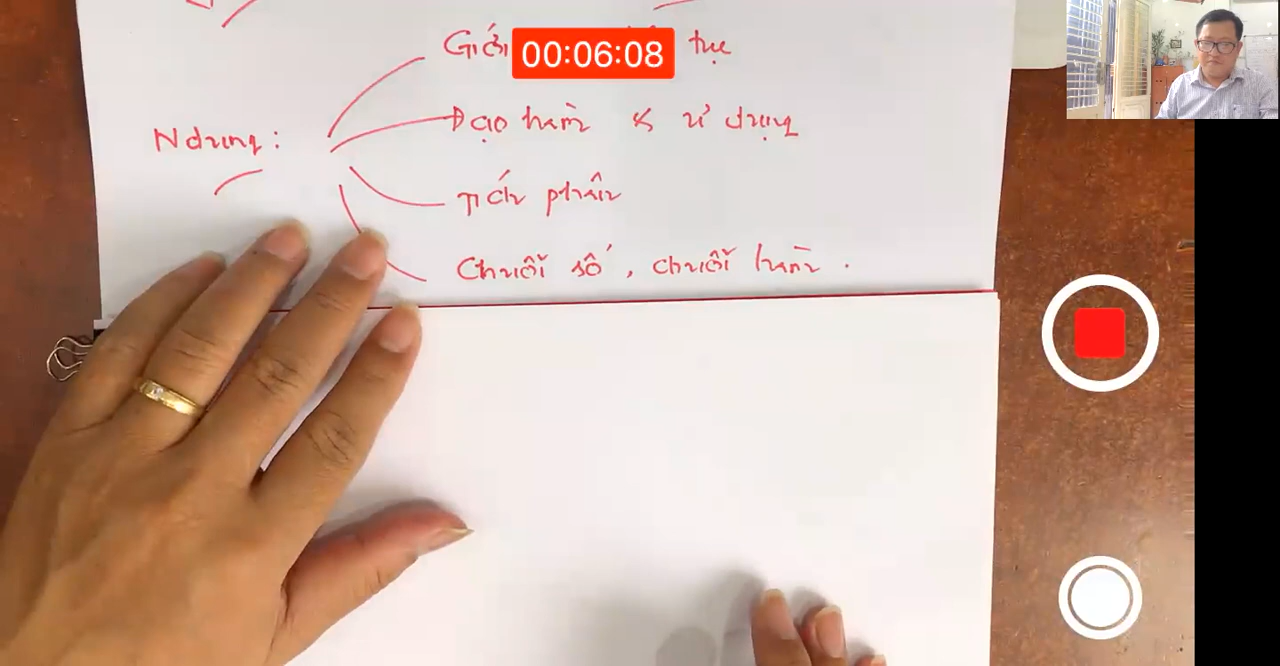 00:06:08
Giới tục
Đạo hàm & ứ dụng
Ndung:
Tích phân
Chuỗi số, chuỗi hàm.